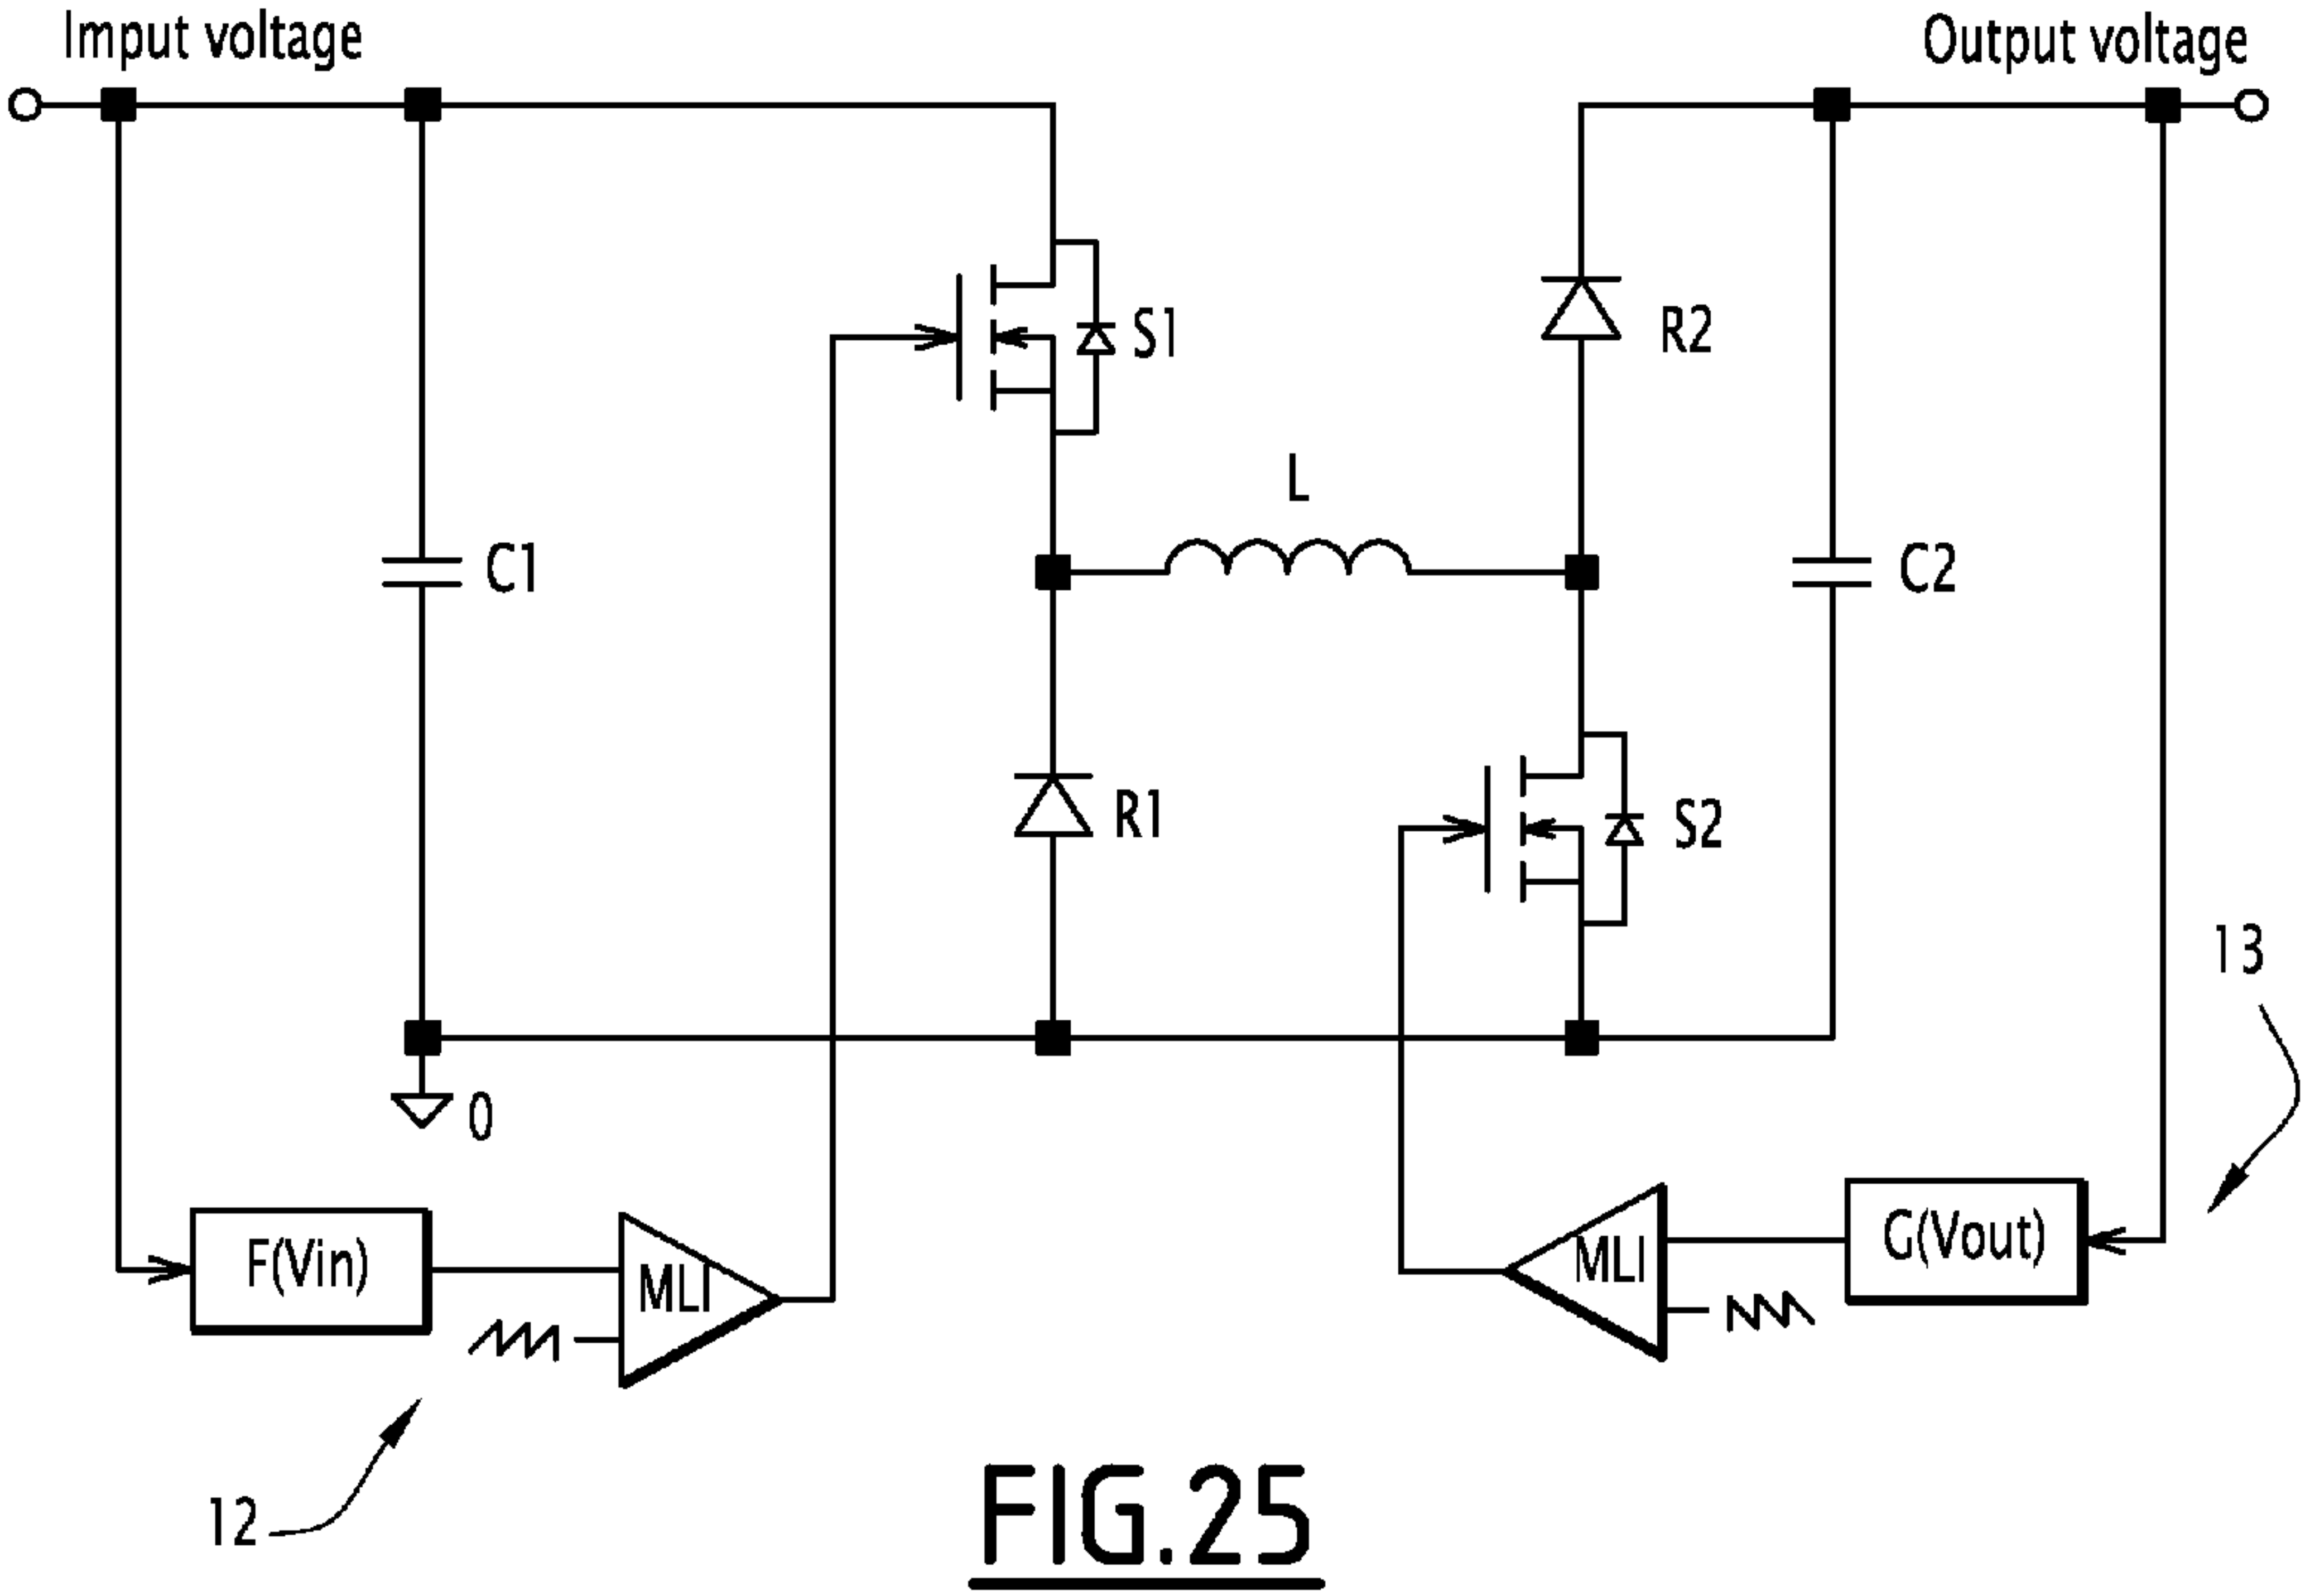 Imput voltage
Output voltage
S1
R2
L
C1
C2
R1
S2
13
0
F(Vin)
MLI
MLI
G(Vout)
12
FIG.25